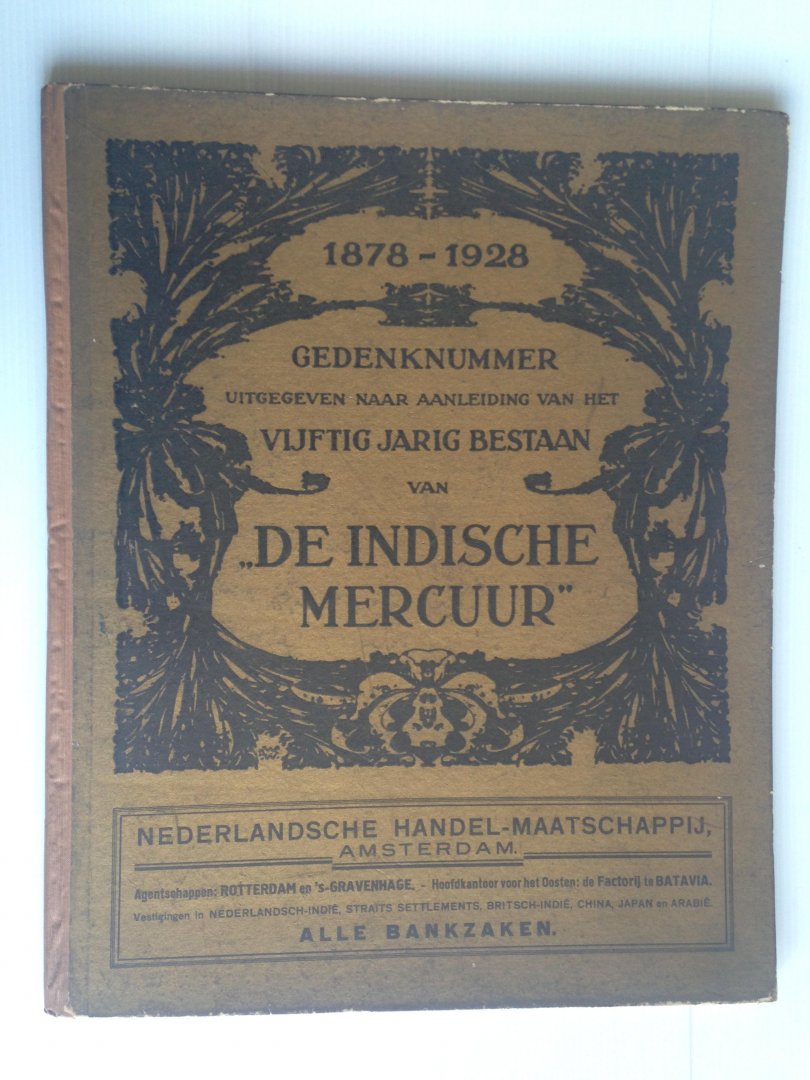 1878 - 1928
GEDENKNUMMER
UITGEGEVEN NAAR AANLEIDING VAN HET
VIJFTIG JARIG BESTAAN
VAN
„DE INDISCHE
MERCUUR”
NEDERLANDSCHE HANDEL-MAATSCHAPPIJ,
AMSTERDAM.
Agentschappen: ROTTERDAM en 's-GRAVENHAGE. - Hoofdkantoor voor het Oosten: de Factorij te BATAVIA.
Vestigingen in NEDERLANDSCH-INDIË, STRAITS SETTLEMENTS, BRITSCH-INDIË, CHINA, JAPAN en ARABIË.
ALLE BANKZAKEN.